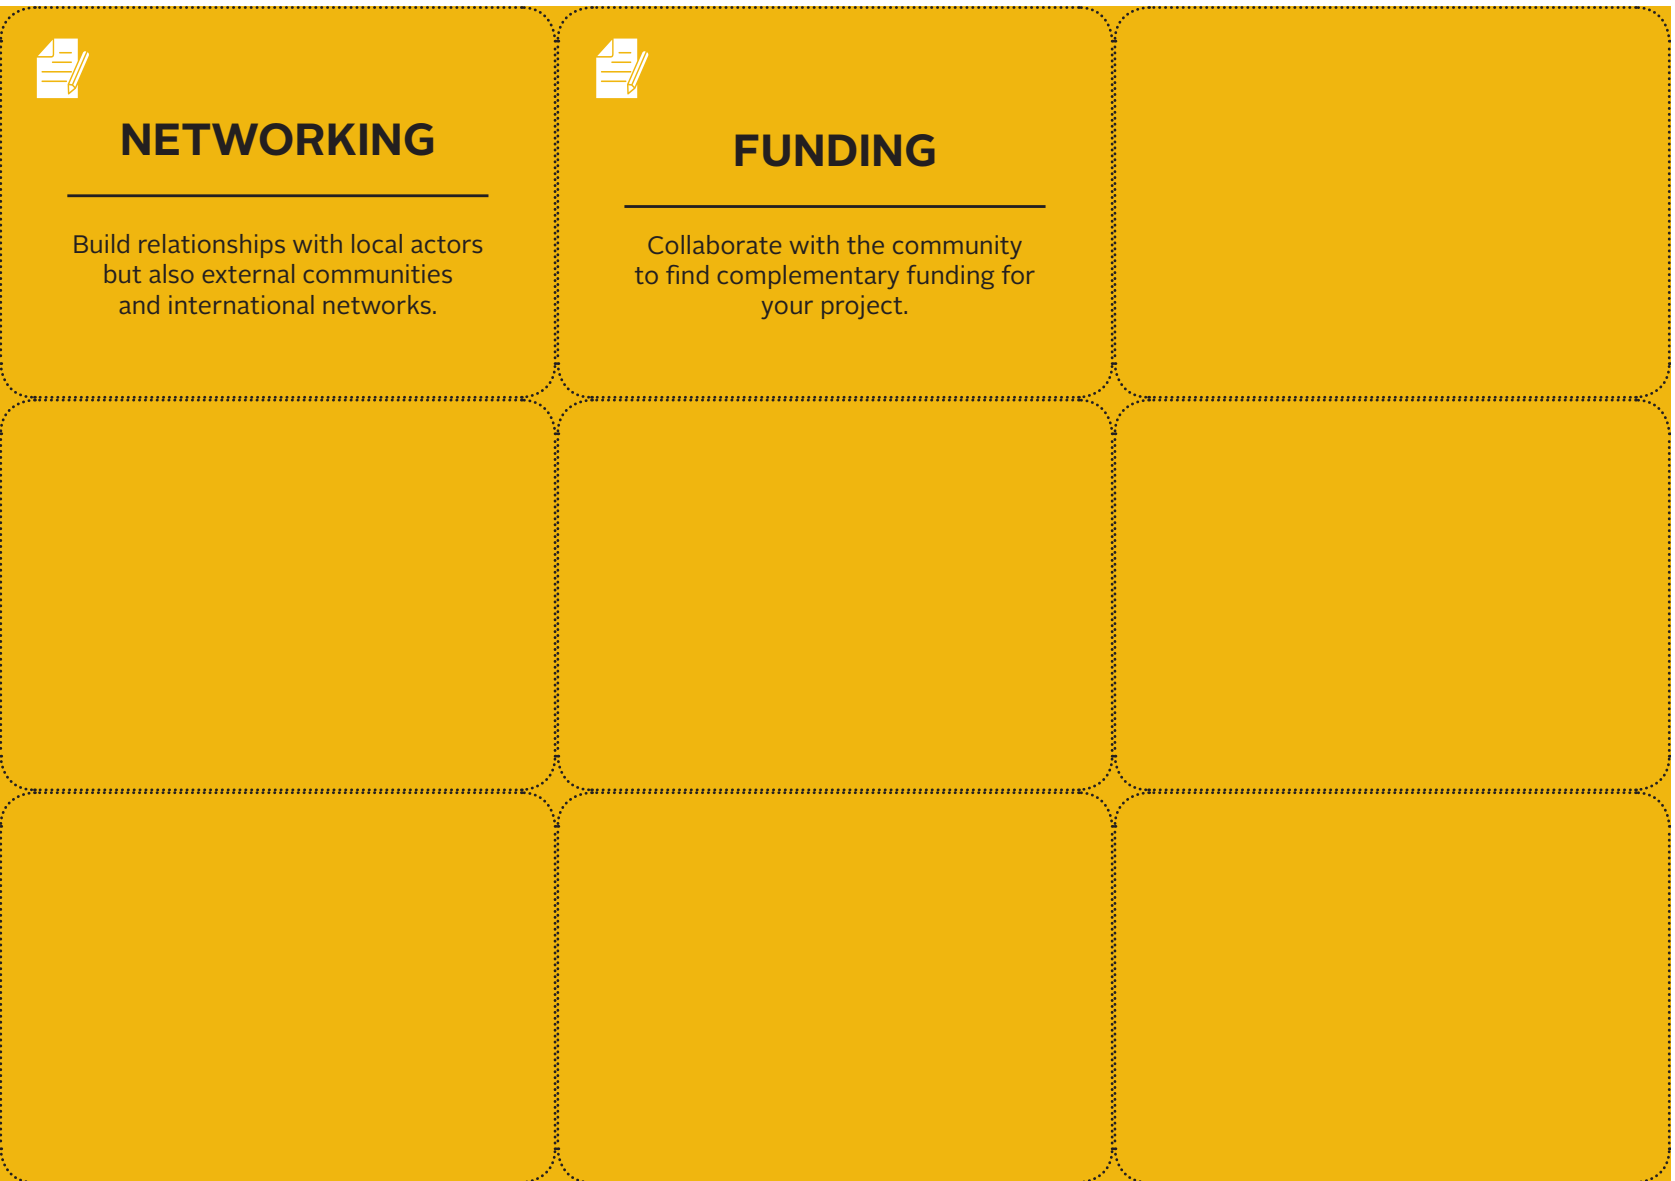 NETWORKING
Build relationships with local actors
but also external communities
and international networks.
FUNDING
Collaborate with the community
to find complementary funding for
your project.